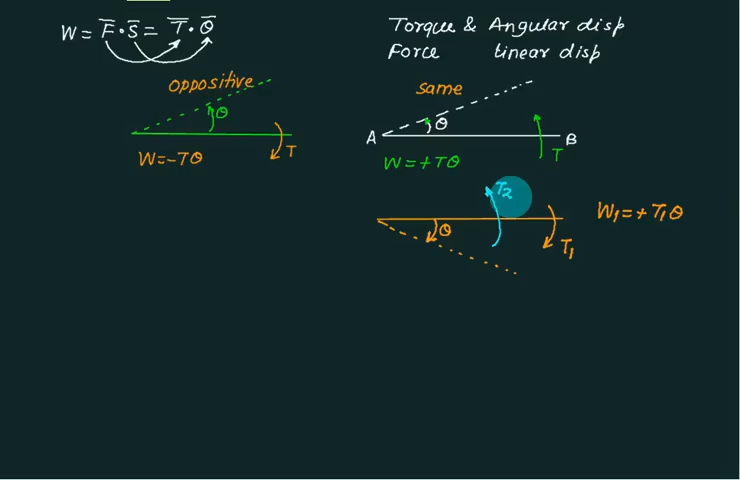 W = F̅·S̅ = T̅·θ̅
Torque & Angular disp
Force Linear disp
oppositive
θ
T
W = -Tθ
same
θ
A B
T
W = +Tθ
T₂
θ
T₁
W₁ = + T₁θ